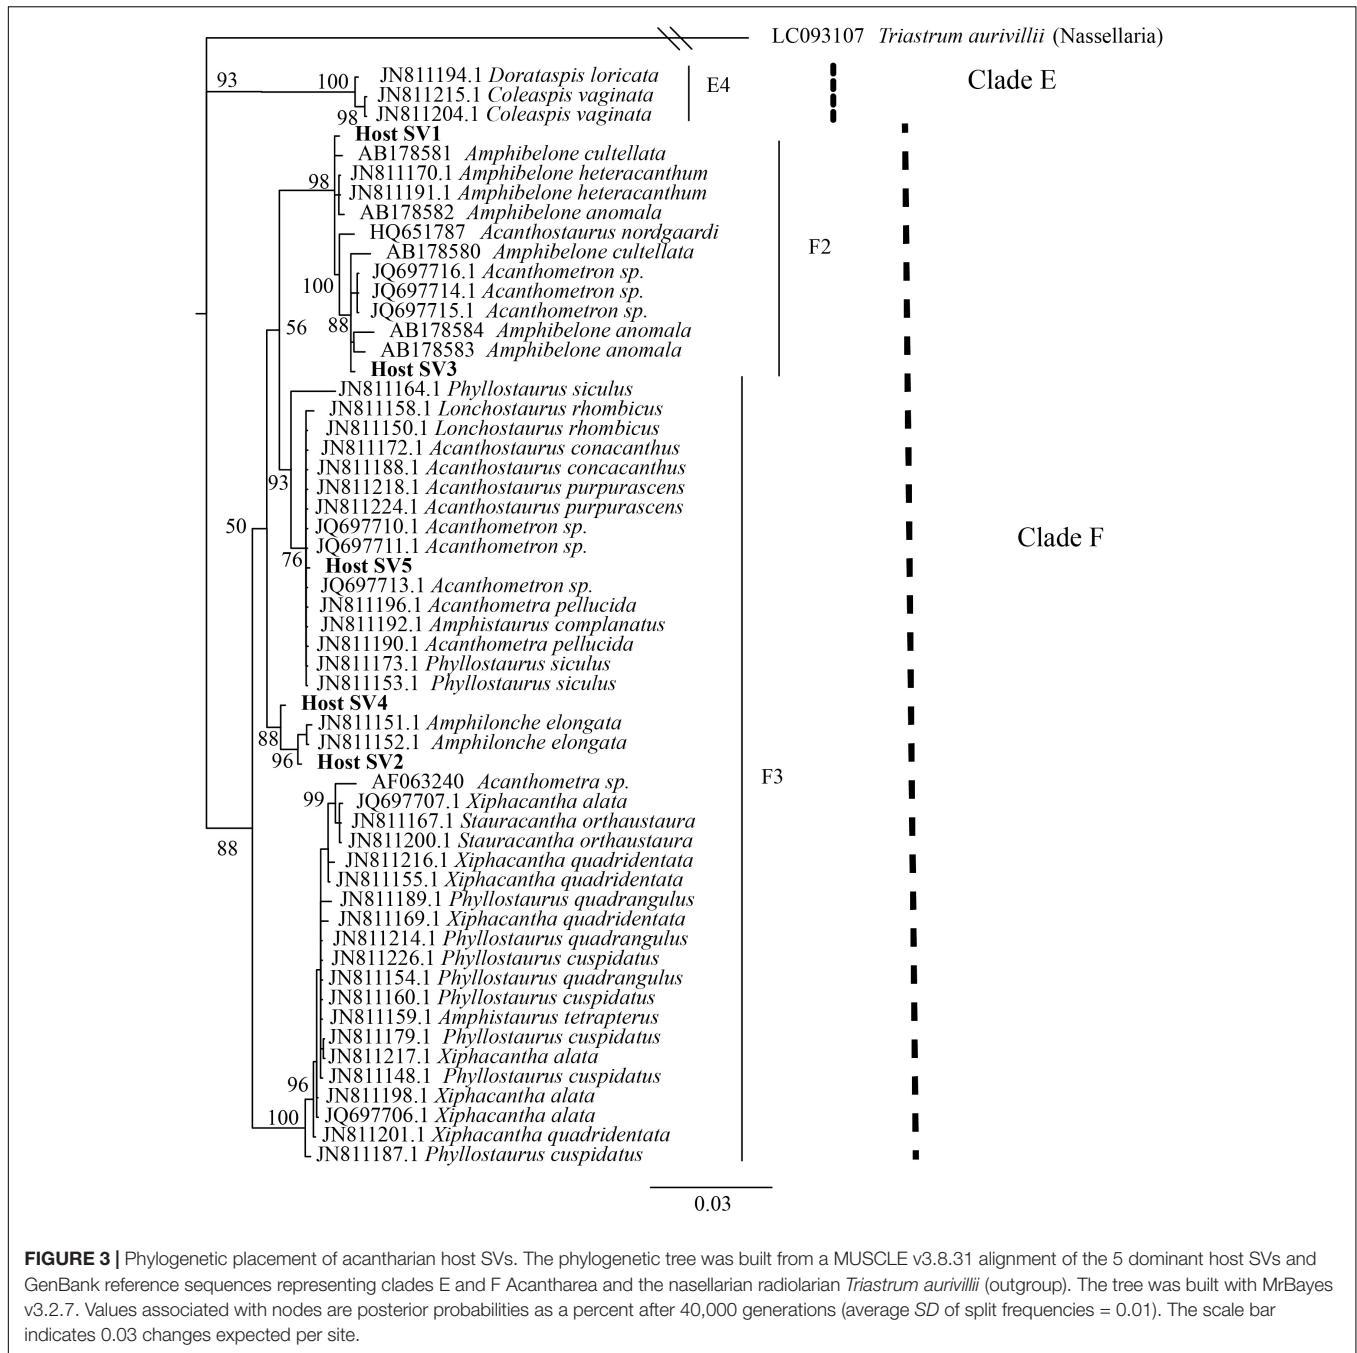 LC093107 Triastrum aurivillii (Nassellaria)
93
100
JN811194.1 Dorataspis loricata
E4
Clade E
JN811215.1 Coleaspis vaginata
JN811204.1 Coleaspis vaginata
98
Host SV1
AB178581 Amphibelone cultellata
JN811170.1 Amphibelone heteracanthum
98
JN811191.1 Amphibelone heteracanthum
AB178582 Amphibelone anomala
HQ651787 Acanthostaurus nordgaardi
F2
AB178580 Amphibelone cultellata
JQ697716.1 Acanthometron sp.
100
JQ697714.1 Acanthometron sp.
JQ697715.1 Acanthometron sp.
56
88
AB178584 Amphibelone anomala
AB178583 Amphibelone anomala
Host SV3
JN811164.1 Phyllostaurus siculus
JN811158.1 Lonchostaurus rhombicus
JN811150.1 Lonchostaurus rhombicus
JN811172.1 Acanthostaurus conacanthus
JN811188.1 Acanthostaurus concacanthus
93
JN811218.1 Acanthostaurus purpurascens
JN811224.1 Acanthostaurus purpurascens
50
JQ697710.1 Acanthometron sp.
Clade F
JQ697711.1 Acanthometron sp.
76
Host SV5
JQ697713.1 Acanthometron sp.
JN811196.1 Acanthometra pellucida
JN811192.1 Amphistaurus complanatus
JN811190.1 Acanthometra pellucida
JN811173.1 Phyllostaurus siculus
JN811153.1 Phyllostaurus siculus
Host SV4
JN811151.1 Amphilonche elongata
88
JN811152.1 Amphilonche elongata
96
Host SV2
F3
AF063240 Acanthometra sp.
99
JQ697707.1 Xiphacantha alata
JN811167.1 Stauracantha orthaustaura
JN811200.1 Stauracantha orthaustaura
88
JN811216.1 Xiphacantha quadridentata
JN811155.1 Xiphacantha quadridentata
JN811189.1 Phyllostaurus quadrangulus
JN811169.1 Xiphacantha quadridentata
JN811214.1 Phyllostaurus quadrangulus
JN811226.1 Phyllostaurus cuspidatus
JN811154.1 Phyllostaurus quadrangulus
JN811160.1 Phyllostaurus cuspidatus
JN811159.1 Amphistaurus tetrapterus
JN811179.1 Phyllostaurus cuspidatus
JN811217.1 Xiphacantha alata
JN811148.1 Phyllostaurus cuspidatus
96
JN811198.1 Xiphacantha alata
JQ697706.1 Xiphacantha alata
100
JN811201.1 Xiphacantha quadridentata
JN811187.1 Phyllostaurus cuspidatus
0.03
FIGURE 3 | Phylogenetic placement of acantharian host SVs. The phylogenetic tree was built from a MUSCLE v3.8.31 alignment of the 5 dominant host SVs and
GenBank reference sequences representing clades E and F Acantharea and the nasellarian radiolarian Triastrum aurivillii (outgroup). The tree was built with MrBayes
v3.2.7. Values associated with nodes are posterior probabilities as a percent after 40,000 generations (average SD of split frequencies = 0.01). The scale bar
indicates 0.03 changes expected per site.